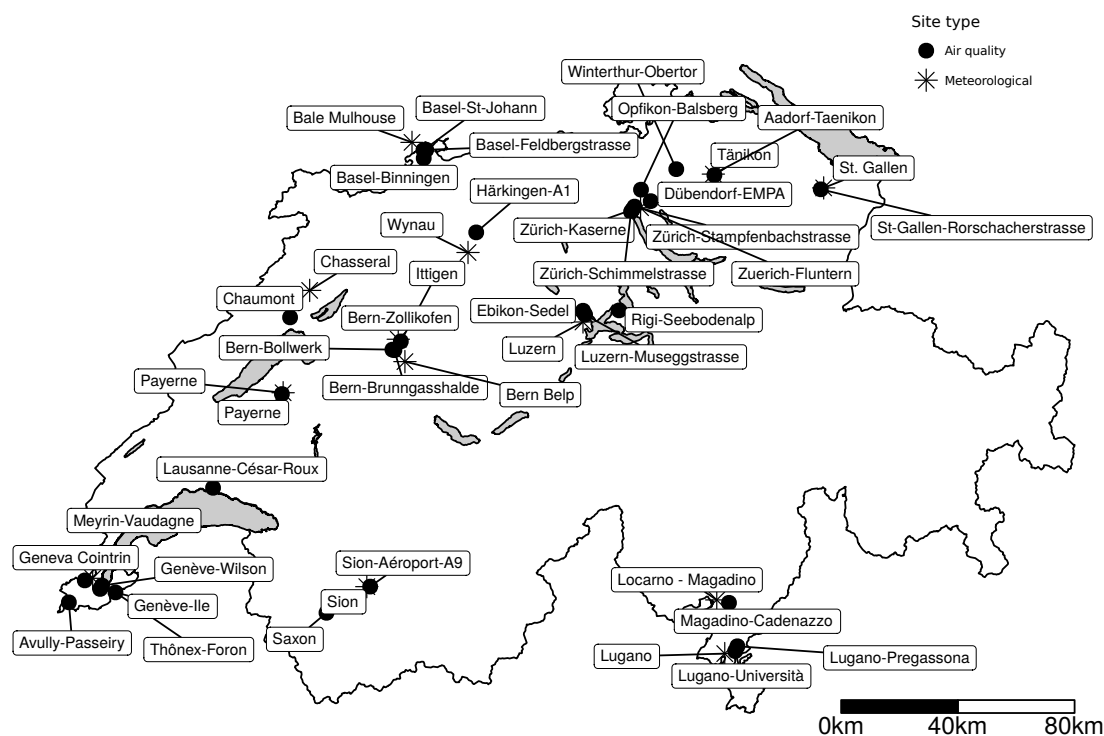 Site type
Air quality
Meteorological
Winterthur-Obertor
Opfikon-Balsberg
Basel-St-Johann
Bale Mulhouse
Aadorf-Taenikon
Basel-Feldbergstrasse
Tänikon
St. Gallen
Basel-Binningen
Härkingen-A1
Dübendorf-EMPA
Wynau
Zürich-Kaserne
Zürich-Stampfenbachstrasse
St-Gallen-Rorschacherstrasse
Chasseral
Ittigen
Zürich-Schimmelstrasse
Zuerich-Fluntern
Chaumont
Bern-Zollikofen
Ebikon-Sedel
Rigi-Seebodenalp
Bern-Bollwerk
Luzern
Luzern-Museggstrasse
Payerne
Bern-Brunngasshalde
Bern Belp
Payerne
Lausanne-César-Roux
Meyrin-Vaudagne
Geneva Cointrin
Genève-Wilson
Sion-Aéroport-A9
Locarno - Magadino
Genève-Ile
Sion
Magadino-Cadenazzo
Avully-Passeiry
Thônex-Foron
Saxon
Lugano
Lugano-Pregassona
Lugano-Università
0km 40km 80km